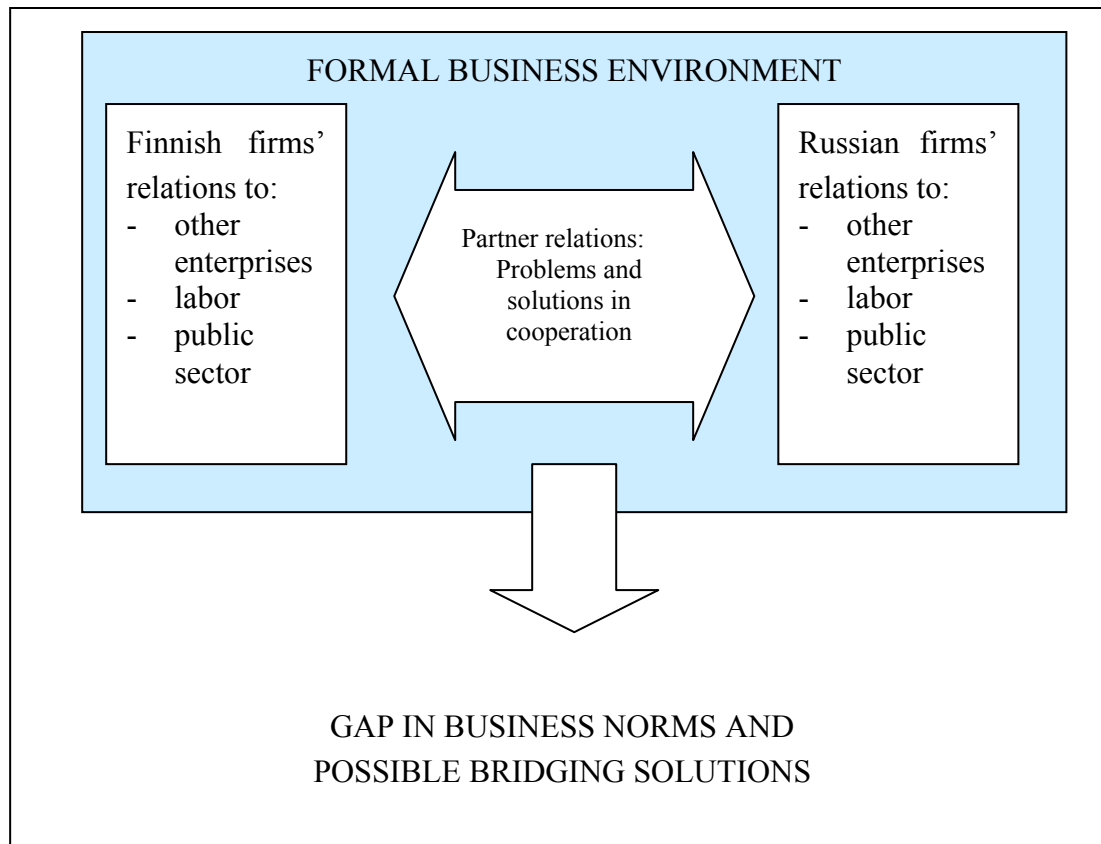 FORMAL BUSINESS ENVIRONMENT
Finnish firms’
relations to:
- other
enterprises
- labor
- public
sector
Partner relations:
Problems and
solutions in
cooperation
Russian firms’
relations to:
- other
enterprises
- labor
- public
sector
GAP IN BUSINESS NORMS AND
POSSIBLE BRIDGING SOLUTIONS